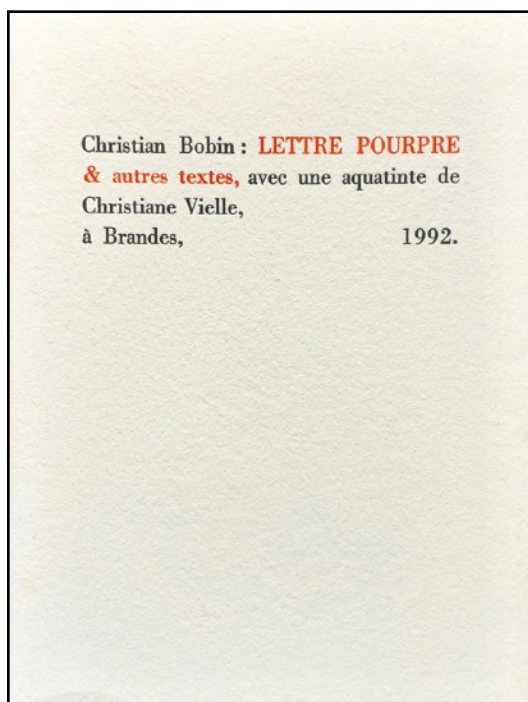 Christian Bobin : LETTRE POURPRE
& autres textes, avec une aquatinte de
Christiane Vielle,
à Brandes, 1992.